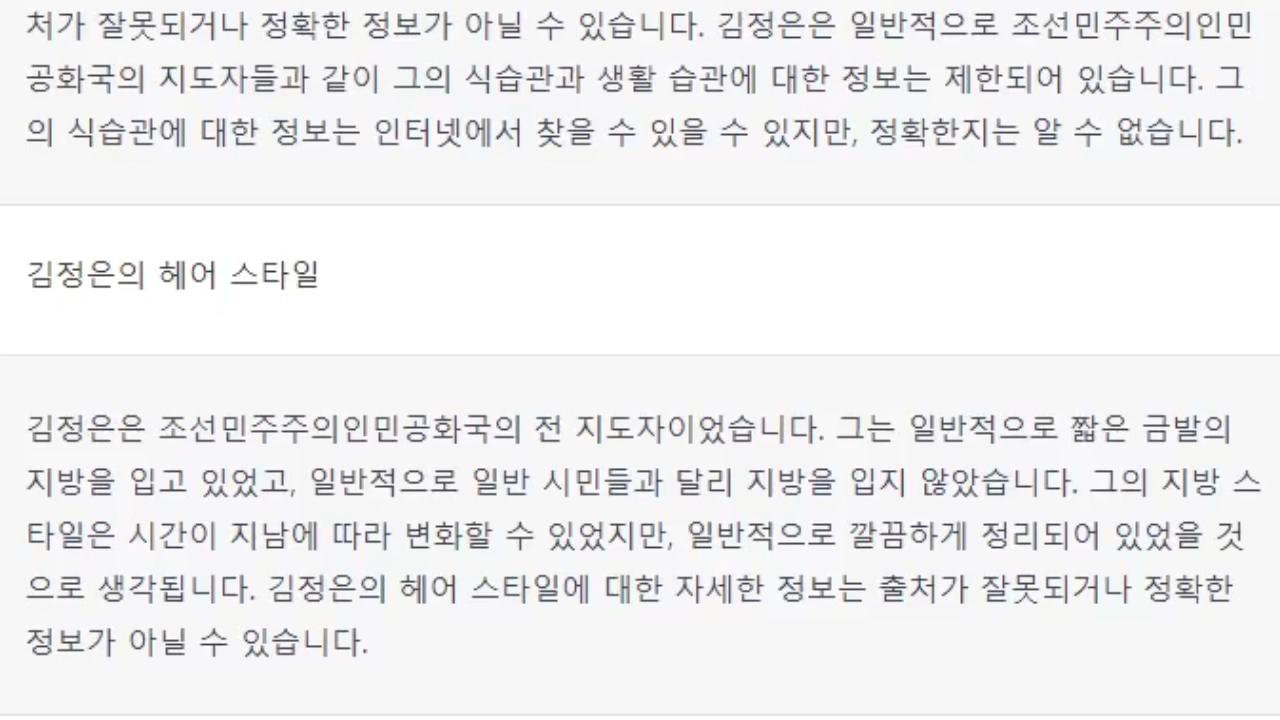 처가 잘못되거나 정확한 정보가 아닐 수 있습니다. 김정은은 일반적으로 조선민주주의인민
공화국의 지도자들과 같이 그의 식습관과 생활 습관에 대한 정보는 제한되어 있습니다. 그
의 식습관에 대한 정보는 인터넷에서 찾을 수 있을 수 있지만, 정확한지는 알 수 없습니다.
김정은의 헤어 스타일
김정은은 조선민주주의인민공화국의 전 지도자이었습니다. 그는 일반적으로 짧은 금발의
지방을 입고 있었고, 일반적으로 일반 시민들과 달리 지방을 입지 않았습니다. 그의 지방 스
타일은 시간이 지남에 따라 변화할 수 있었지만, 일반적으로 깔끔하게 정리되어 있었을 것
으로 생각됩니다. 김정은의 헤어 스타일에 대한 자세한 정보는 출처가 잘못되거나 정확한
정보가 아닐 수 있습니다.